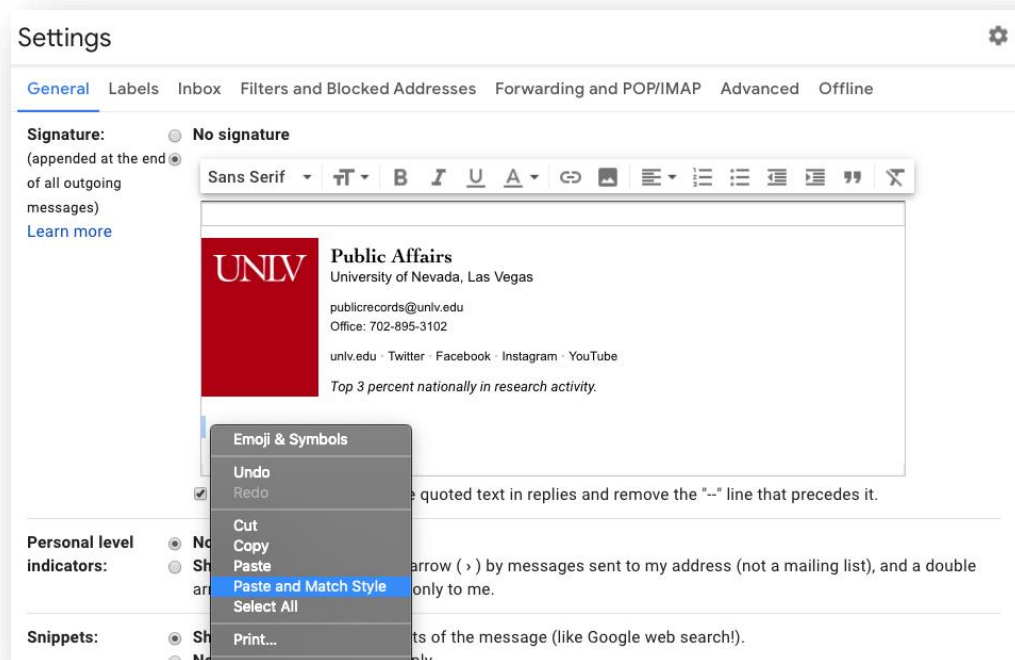 Settings
General Labels Inbox Filters and Blocked Addresses Forwarding and POP/IMAP Advanced Offline
Signature:
(appended at the end
of all outgoing
messages)
Learn more
No signature
Sans Serif
UNLV
Public Affairs
University of Nevada, Las Vegas
publicrecords@unlv.edu
Office: 702-895-3102
unlv.edu · Twitter · Facebook · Instagram · YouTube
Top 3 percent nationally in research activity.
Emoji & Symbols
Undo
Redo
Cut
Copy
Paste
Paste and Match Style
Select All
Print...
quoted text in replies and remove the "--" line that precedes it.
Personal level
indicators:
No
Sh
arrow ( › ) by messages sent to my address (not a mailing list), and a double
arr
only to me.
Snippets:
Sh
ts of the message (like Google web search!).